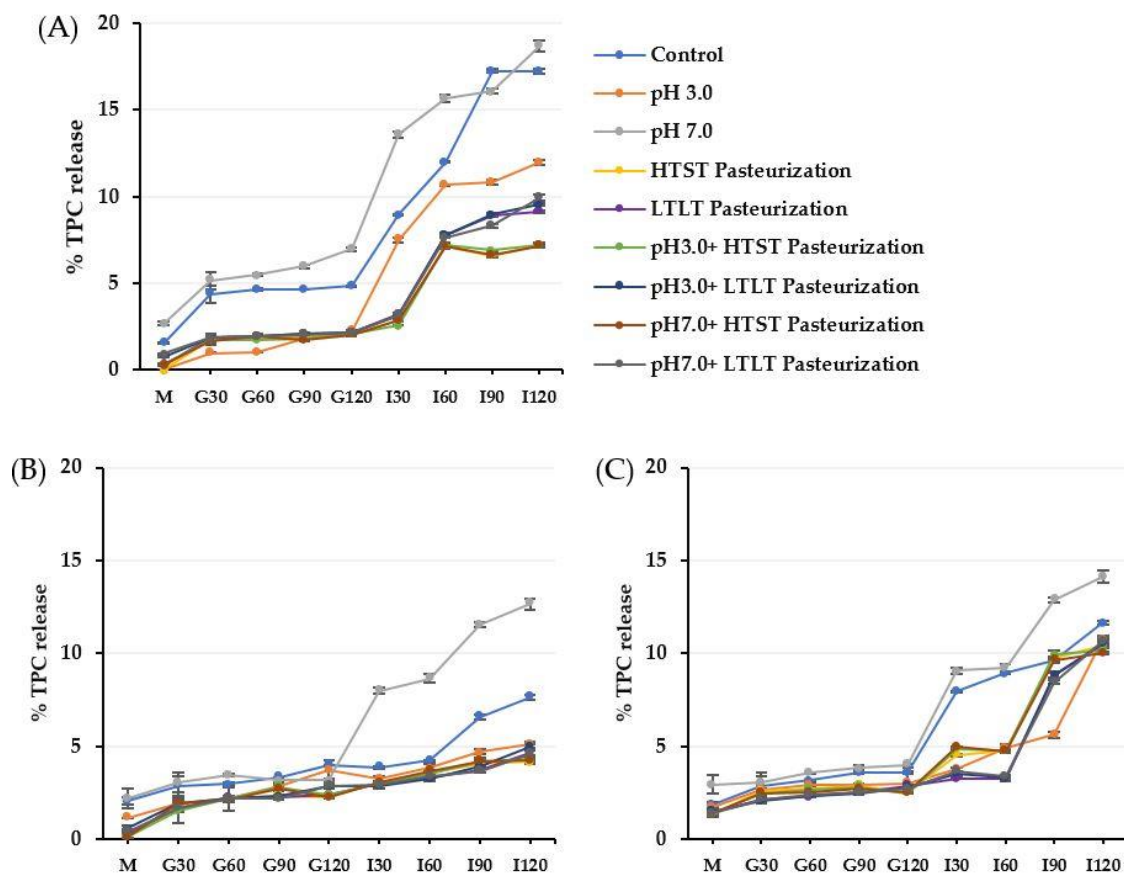 (A)
20
15
10
5
0
% TPC release
M G30 G60 G90 G120 I30 I60 I90 I120
Control
pH 3.0
pH 7.0
HTST Pasteurization
LTLT Pasteurization
pH3.0+ HTST Pasteurization
pH3.0+ LTLT Pasteurization
pH7.0+ HTST Pasteurization
pH7.0+ LTLT Pasteurization
(B)
20
15
10
5
0
% TPC release
M G30 G60 G90 G120 I30 I60 I90 I120
(C)
20
15
10
5
0
% TPC release
M G30 G60 G90 G120 I30 I60 I90 I120